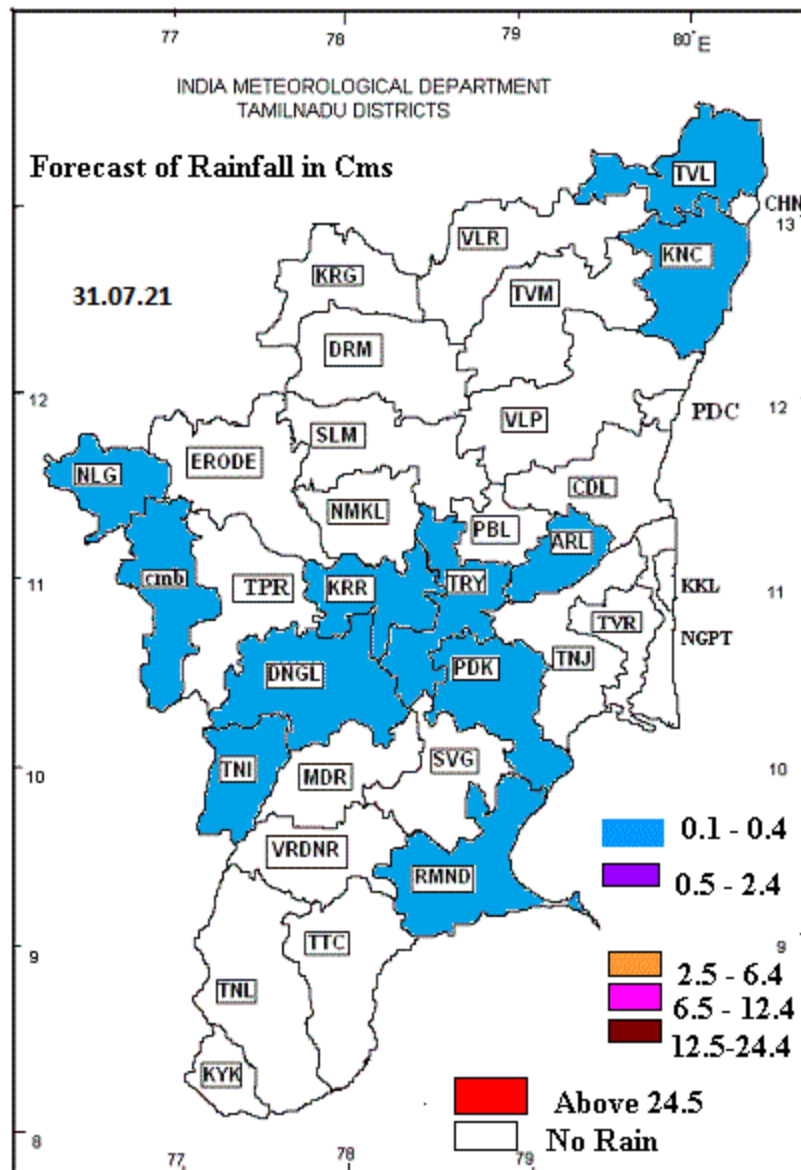 77 78 79 80°E
INDIA METEOROLOGICAL DEPARTMENT
TAMILNADU DISTRICTS
Forecast of Rainfall in Cms
TVL
CHN
13
VLR
KNC
KRG
TVM
31.07.21
DRM
12
12
PDC
VLP
SLM
ERODE
NLG
CDL
NMKL
PBL
ARL
11
cmb
TPR
KRR
TRY
KKL
11
TVR
NGPT
TNJ
DNGL
PDK
SVG
10
TNI
MDR
10
0.1 - 0.4
VRDNR
RMND
0.5 - 2.4
TTC
9
9
2.5 - 6.4
TNL
6.5 - 12.4
12.5-24.4
KYK
Above 24.5
No Rain
8
77 78 79